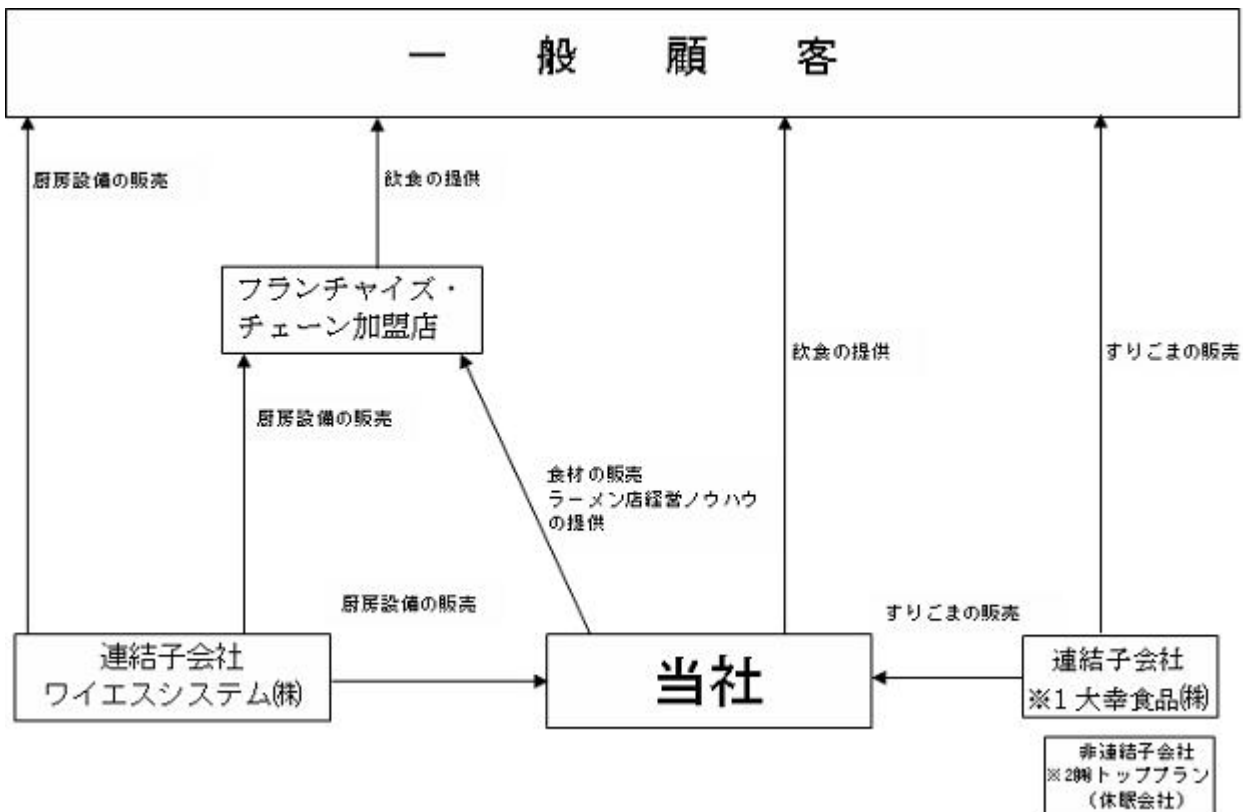 一般顧客
厨房設備の販売
飲食の提供
フランチャイズ・
チェーン加盟店
飲食の提供
すりごまの販売
厨房設備の販売
食材の販売
ラーメン店経営ノウハウ
の提供
厨房設備の販売
すりごまの販売
連結子会社
ワイエスシステム㈱
当社
連結子会社
※1 大幸食品㈱
非連結子会社
※2㈲トッププラン
(休眠会社)